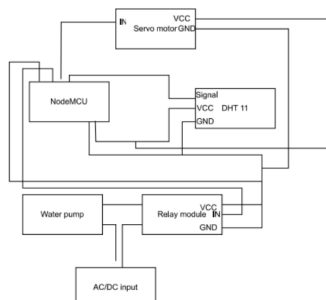 IN
VCC
Servo motor GND
Signal
NodeMCU
VCC DHT 11
GND
VCC
Water pump
Relay module IN
GND
AC/DC input